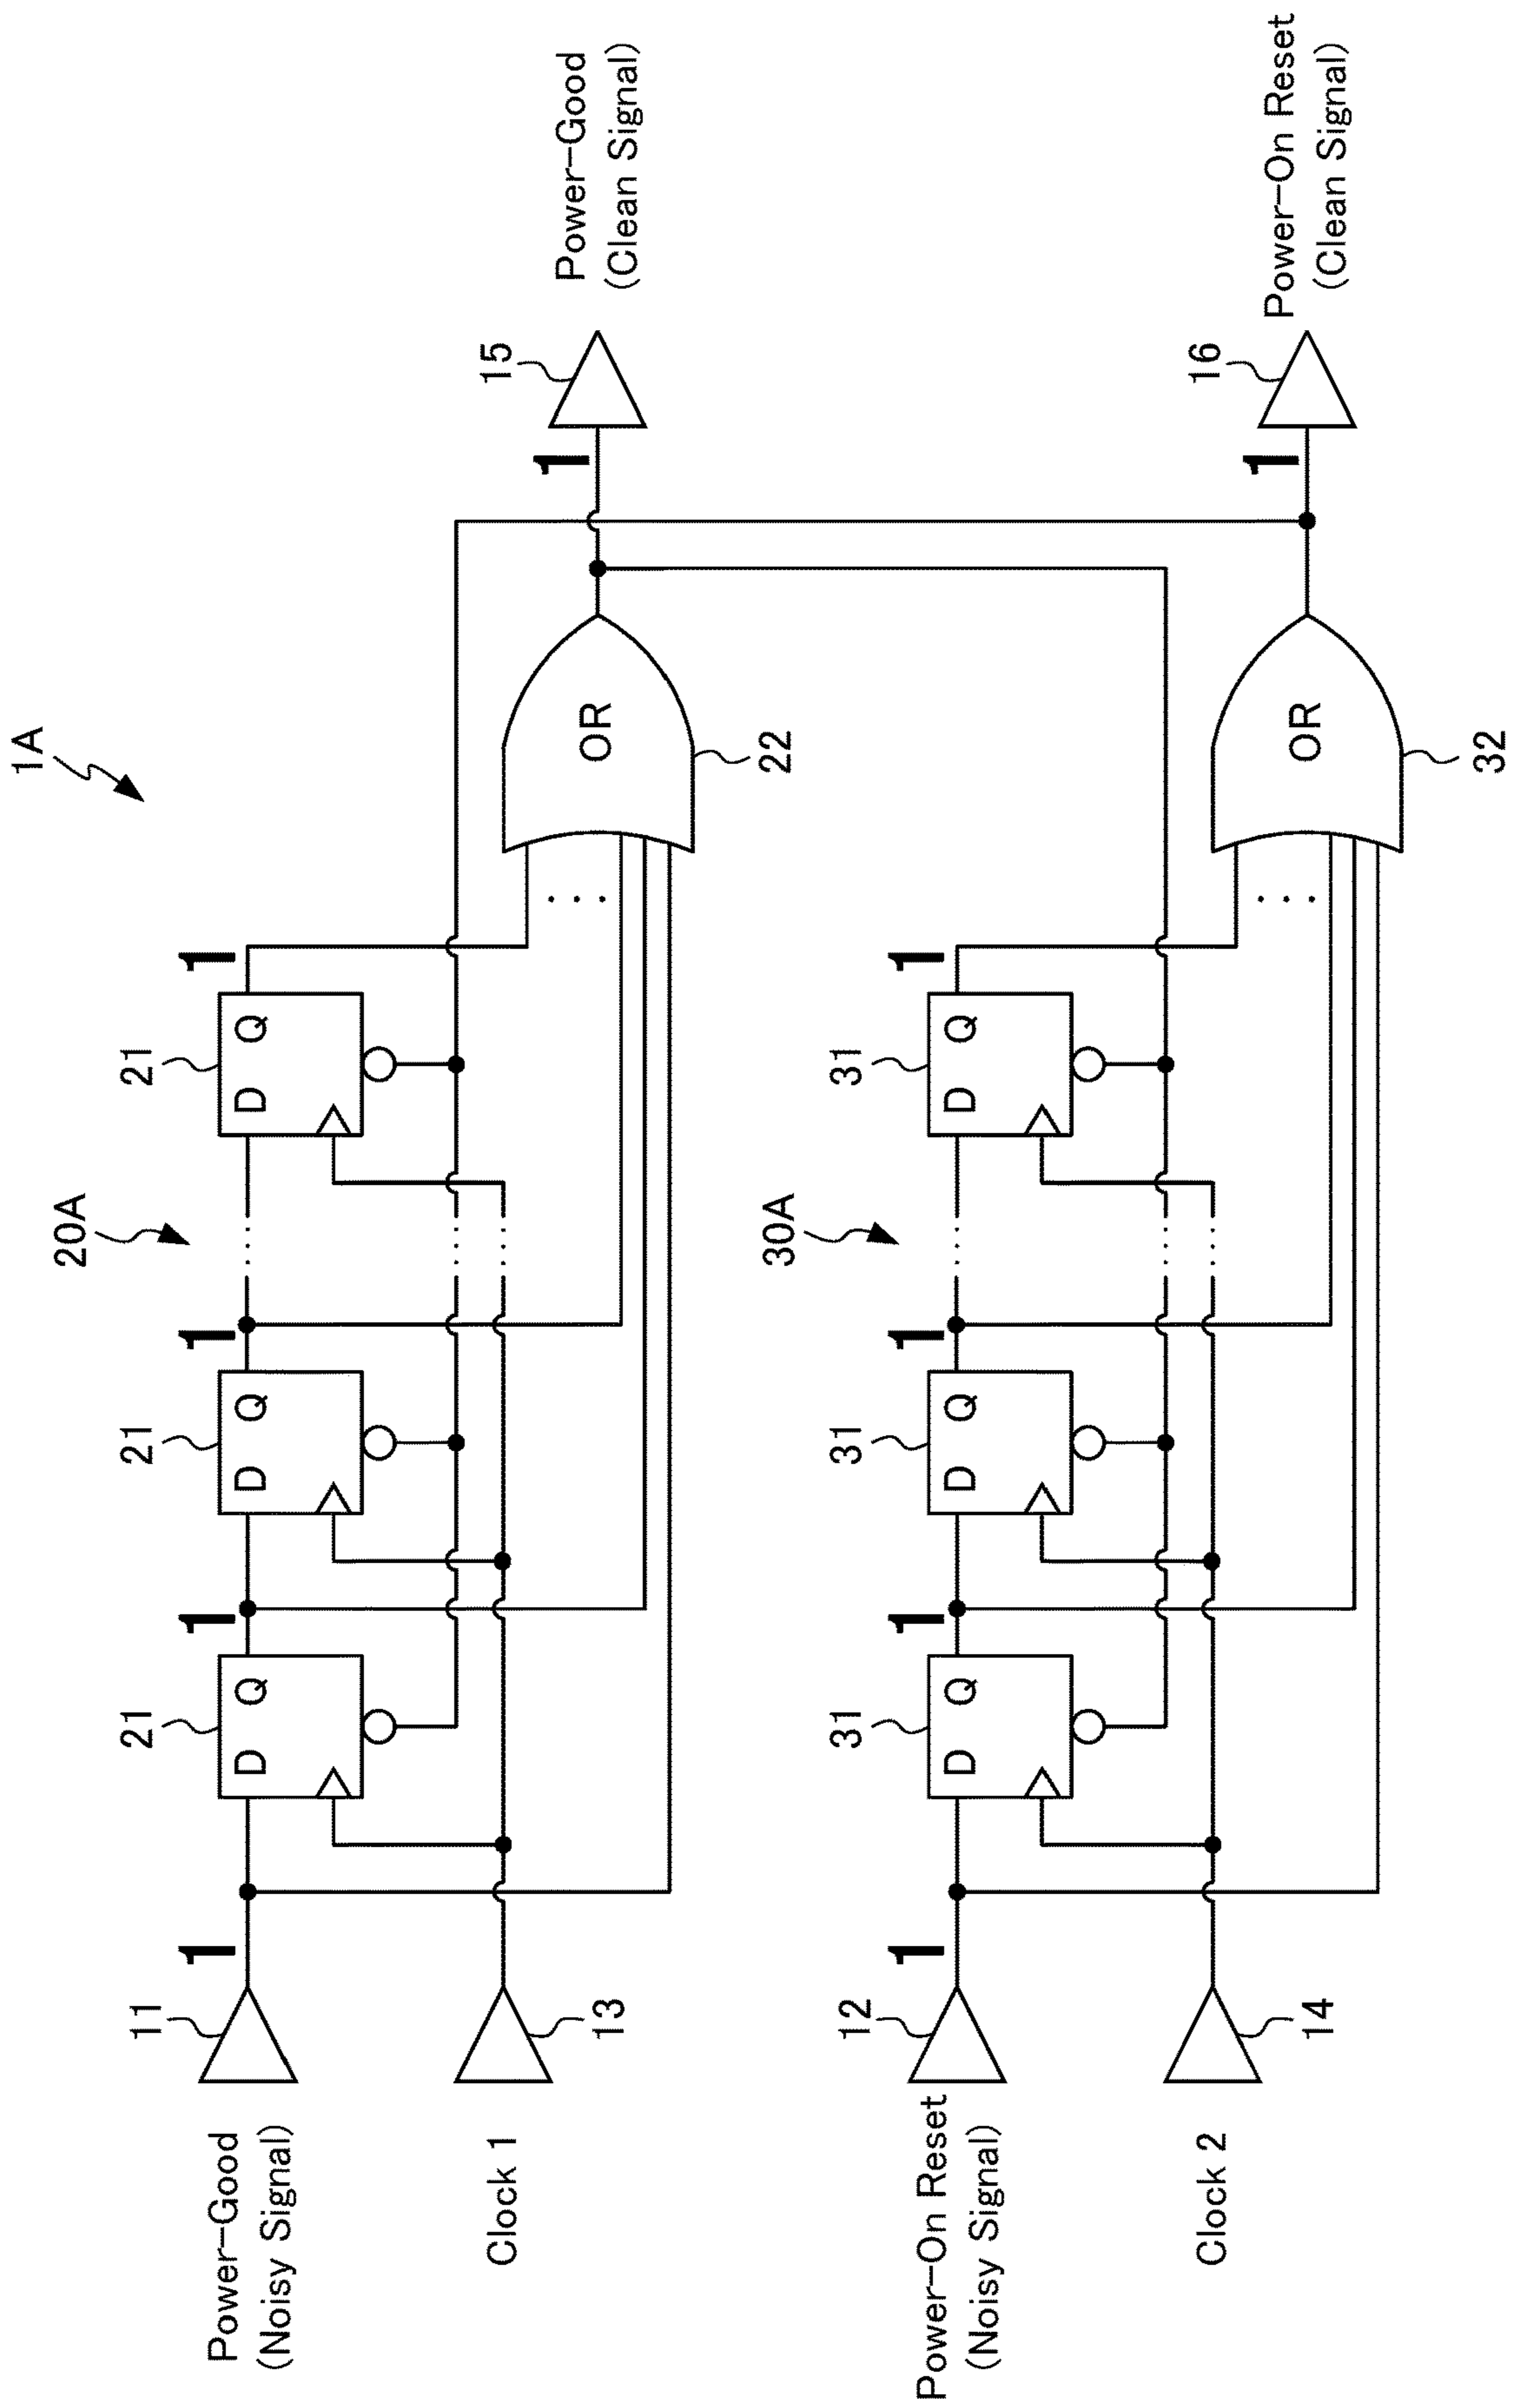 1A
20A
21
21
21
1
1
1
1
11
Power-Good
(Noisy Signal)
13
Clock 1
D Q
D Q
D Q
OR
22
1
15
Power-Good
(Clean Signal)
30A
31
31
31
1
1
1
1
12
Power-On Reset
(Noisy Signal)
14
Clock 2
D Q
D Q
D Q
OR
32
1
16
Power-On Reset
(Clean Signal)